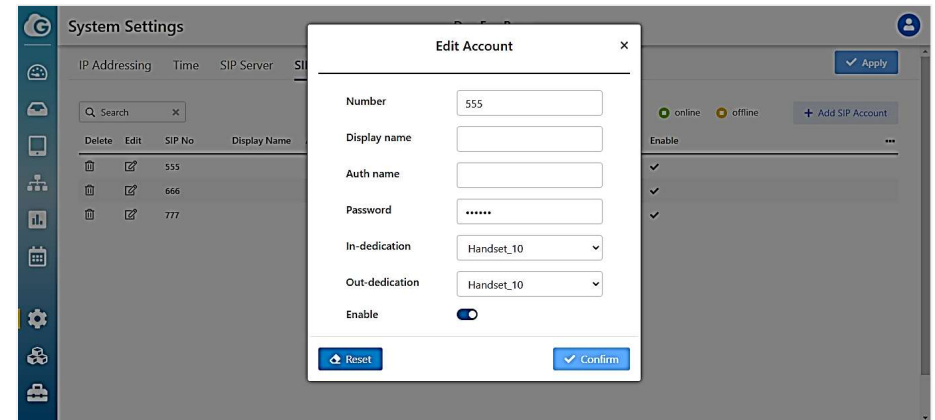 System Settings
Edit Account
×
IP Addressing Time SIP Server
Apply
Search ×
online offline + Add SIP Account
Delete Edit SIP No Display Name Enable
555
666
777
Number 555
Display name
Auth name
Password ••••••
In-dedication Handset_10
Out-dedication Handset_10
Enable
Reset Confirm